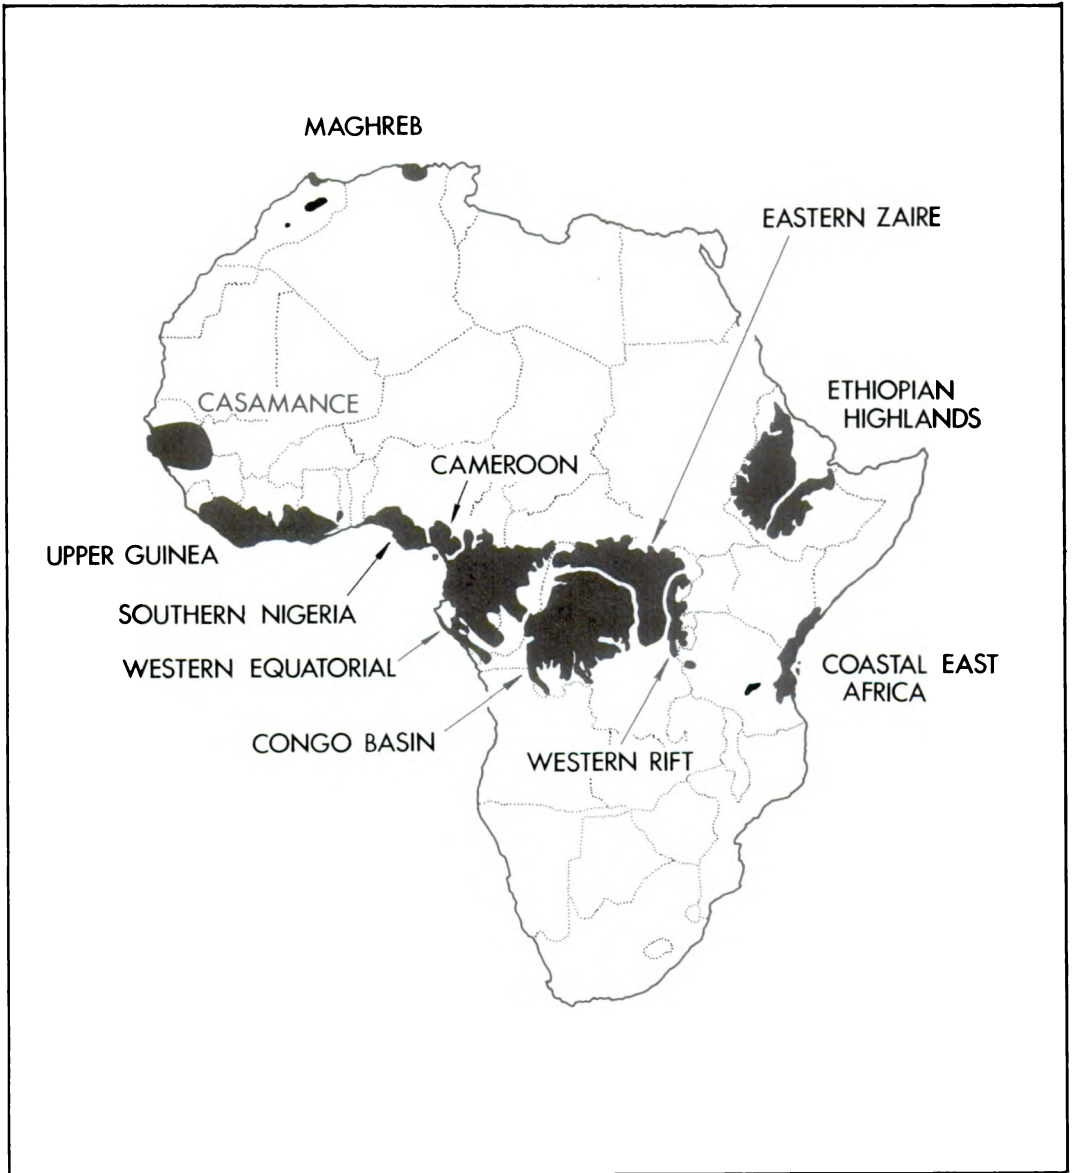 MAGHREB
EASTERN ZAIRE
ETHIOPIAN
HIGHLANDS
CASAMANCE
CAMEROON
UPPER GUINEA
SOUTHERN NIGERIA
WESTERN EQUATORIAL
COASTAL EAST
AFRICA
CONGO BASIN
WESTERN RIFT